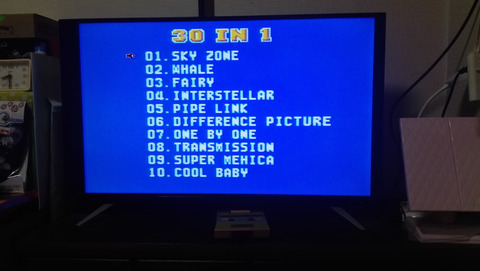 30 IN 1
01.SKY ZONE
02.WHALE
03.FAIRY
04.INTERSTELLAR
05.PIPE LINK
06.DIFFERENCE PICTURE
07.ONE BY ONE
08.TRANSMISSION
09.SUPER MEHICA
10.COOL BABY